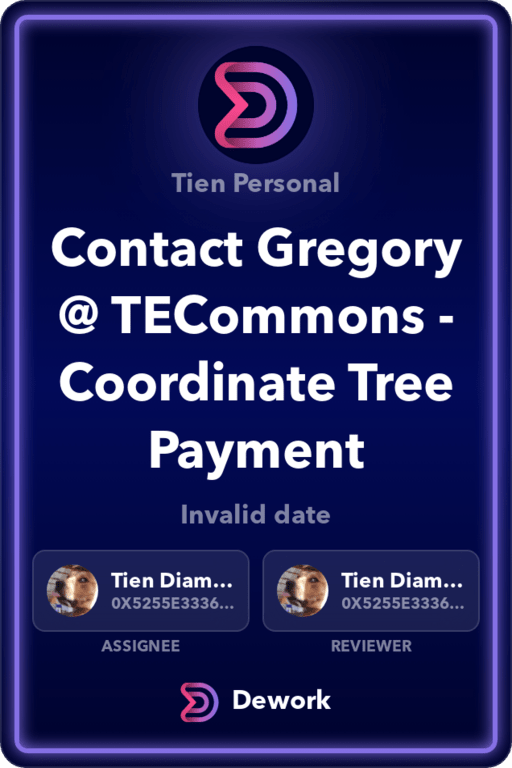 Tien Personal
Contact Gregory
@ TECommons -
Coordinate Tree
Payment
Invalid date
Tien Diam...
0X5255E3336...
Tien Diam...
0X5255E3336...
ASSIGNEE
REVIEWER
Dework